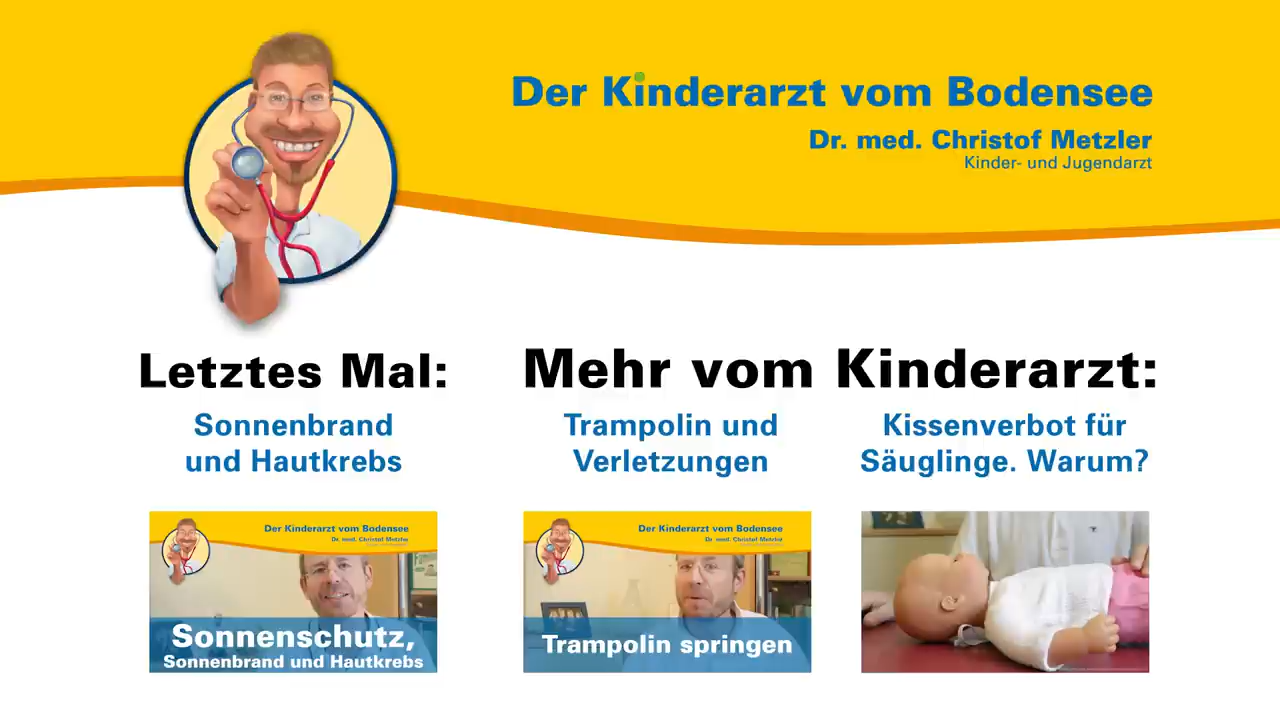 Der Kinderarzt vom Bodensee
Dr. med. Christof Metzler
Kinder- und Jugendarzt
Letztes Mal:
Sonnenbrand
und Hautkrebs
Mehr vom Kinderarzt:
Trampolin und
Verletzungen
Kissenverbot für
Säuglinge. Warum?
Der Kinderarzt vom Bodensee
Dr. med. Christof Metzler
Sonnenschutz,
Sonnenbrand und Hautkrebs
Der Kinderarzt vom Bodensee
Dr. med. Christof Metzler
Trampolin springen